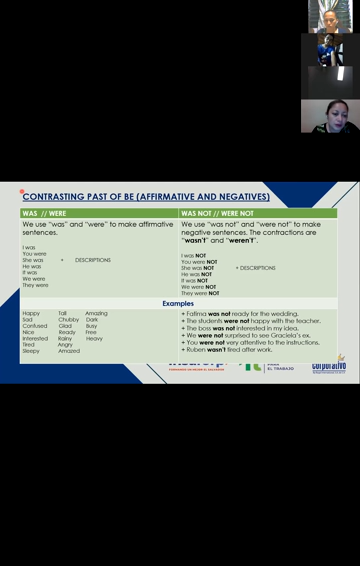 CONTRASTING PAST OF BE (AFFIRMATIVE AND NEGATIVES)
WAS // WERE
We use "was" and "were" to make affirmative
sentences.
I was
You were
She was + DESCRIPTIONS
He was
It was
We were
They were
WAS NOT // WERE NOT
We use "was not" and "were not" to make
negative sentences. The contractions are
"wasn't" and "weren't".
I was NOT
You were NOT
She was NOT + DESCRIPTIONS
He was NOT
It was NOT
We were NOT
They were NOT
Examples
Happy Tall Amazing
Sad Chubby Dark
Confused Glad Busy
Nice Ready Free
Interested Rainy Heavy
Tired Angry
Sleepy Amazed
+ Fatima was not ready for the wedding.
+ The students were not happy with the teacher.
+ The boss was not interested in my idea.
+ We were not surprised to see Graciela's ex.
+ You were not very attentive to the instructions.
+ Ruben wasn't tired after work.
EL TRABAJO
corporativo